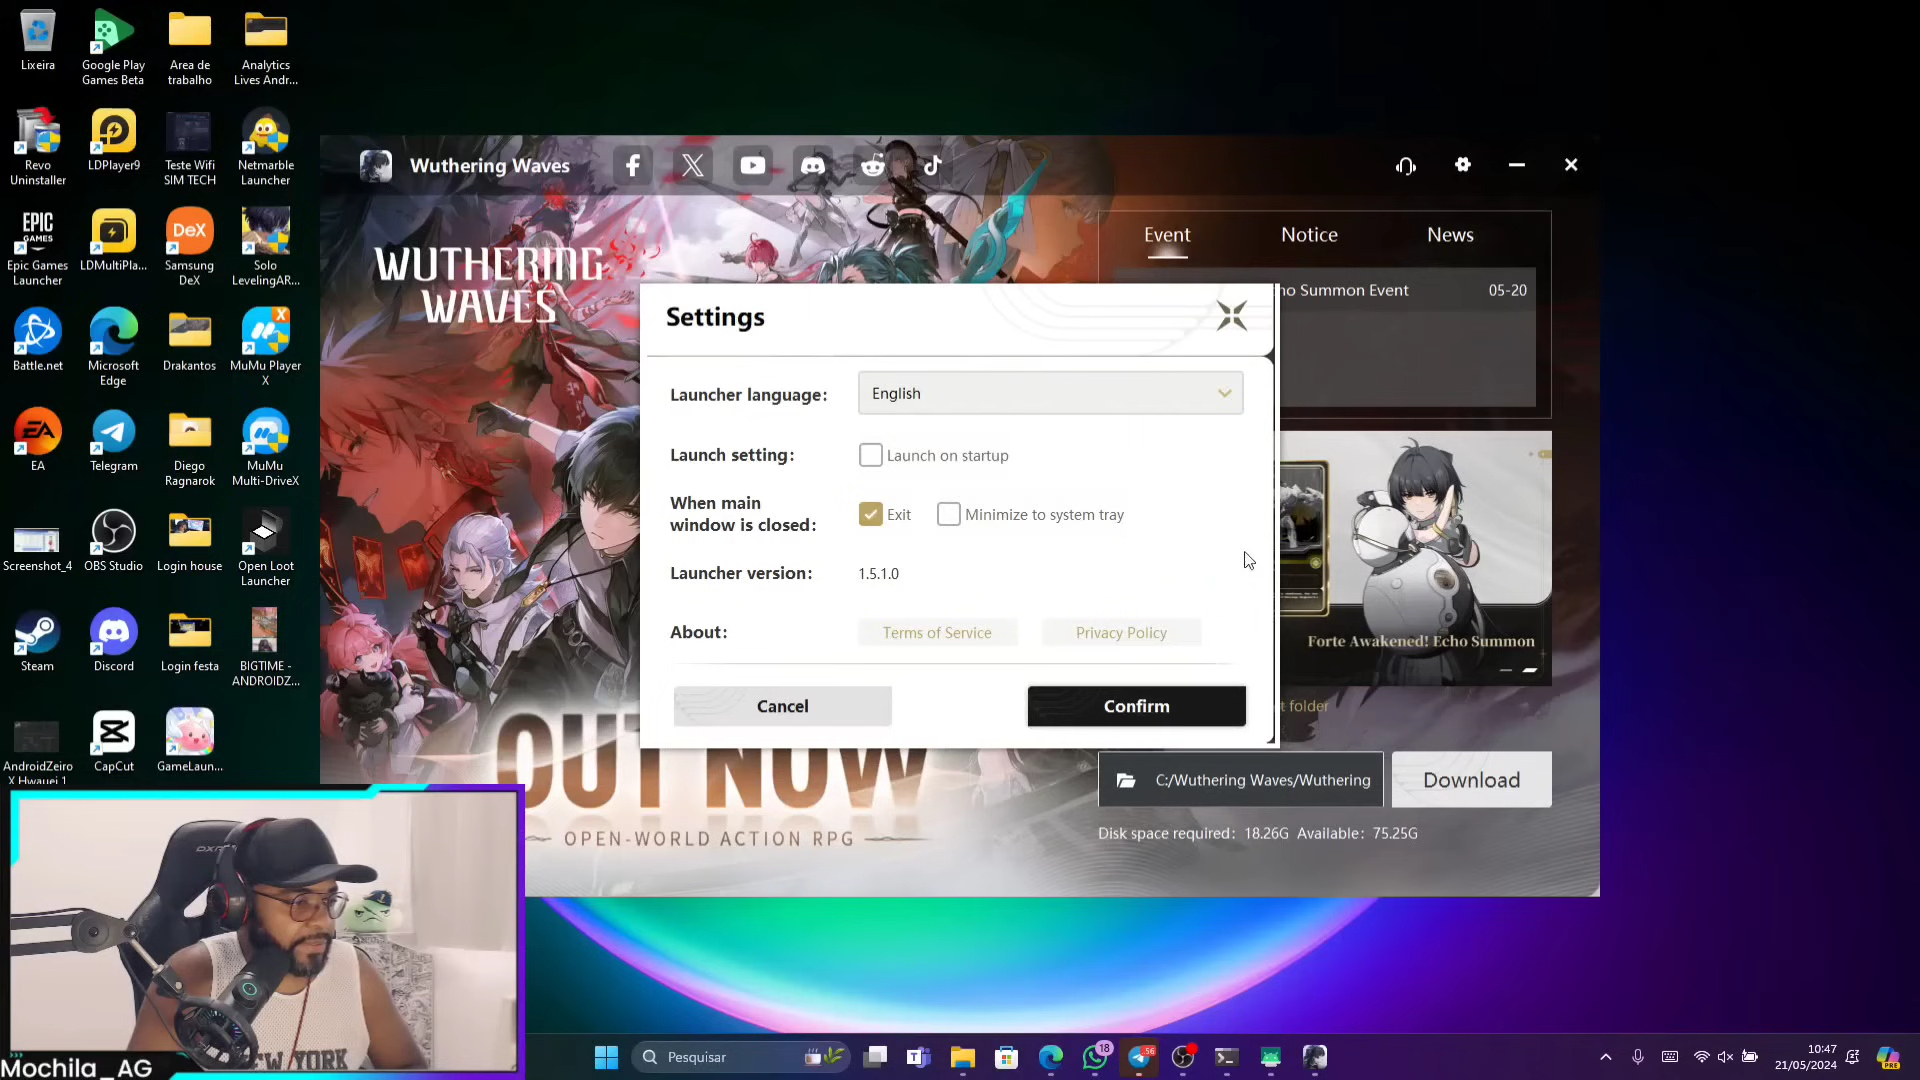 Lixeira
Google Play
Games Beta
Area de
trabalho
Analytics
Lives Andr...
Revo
Uninstaller
LDPlayer9
Teste Wifi
SIM TECH
Netmarble
Launcher
EPIC
GAMES
Epic Games
Launcher
LDMultiPla...
DeX
Samsung
DeX
Solo
LevelingAR...
Battle.net
Microsoft
Edge
Drakantos
X
MuMu Player
X
EA
EA
Telegram
Diego
Ragnarok
MuMu
Multi-DriveX
Screenshot_4
OBS Studio
Login house
Open Loot
Launcher
Steam
Discord
Login festa
BIGTIME -
ANDROIDZ...
AndroidZeiro
X Hwauei 1
CapCut
GameLaun...
Wuthering Waves
WUTHERING
WAVES
Event
Notice
News
ho Summon Event
05-20
Settings
Launcher language:
English
Launch setting:
Launch on startup
When main
window is closed:
Exit
Minimize to system tray
Launcher version:
1.5.1.0
About:
Terms of Service
Privacy Policy
Cancel
Confirm
Forte Awakened! Echo Summon
t folder
OUT NOW
OPEN-WORLD ACTION RPG
C:/Wuthering Waves/Wuthering
Download
Disk space required: 18.26G Available: 75.25G
NEW YORK
Mochila_AG
Pesquisar
18
56
10:47
21/05/2024
PRE